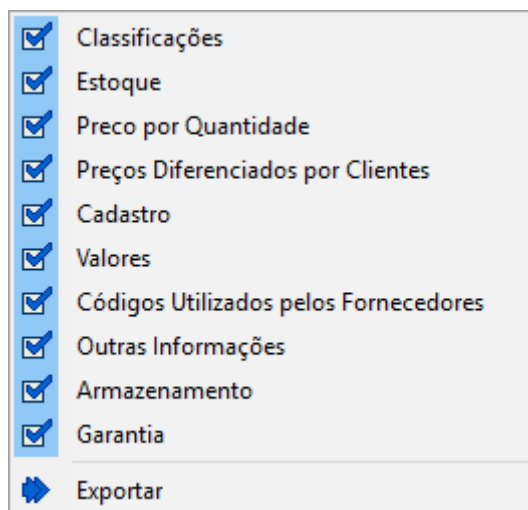 Classificações
Estoque
Preco por Quantidade
Preços Diferenciados por Clientes
Cadastro
Valores
Códigos Utilizados pelos Fornecedores
Outras Informações
Armazenamento
Garantia
Exportar